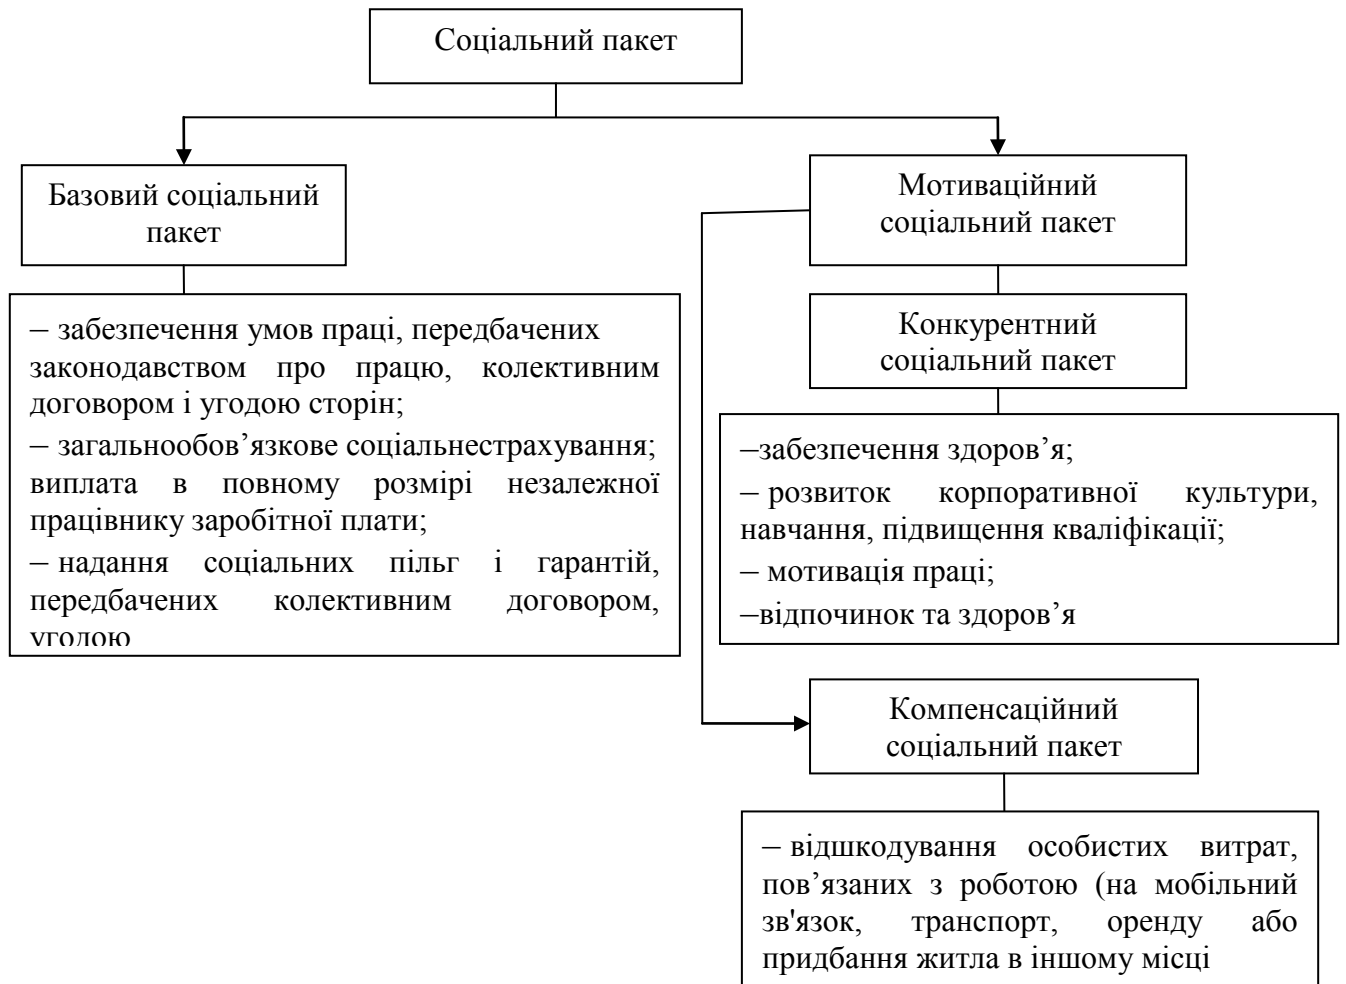 Соціальний пакет
Базовий соціальний
пакет
– забезпечення умов праці, передбачених
законодавством про працю, колективним
договором і угодою сторін;
– загальнообов’язкове соціальнестрахування;
виплата в повному розмірі незалежної
працівнику заробітної плати;
– надання соціальних пільг і гарантій,
передбачених колективним договором,
угодою
Мотиваційний
соціальний пакет
Конкурентний
соціальний пакет
–забезпечення здоров’я;
– розвиток корпоративної культури,
навчання, підвищення кваліфікації;
– мотивація праці;
–відпочинок та здоров’я
Компенсаційний
соціальний пакет
– відшкодування особистих витрат,
пов’язаних з роботою (на мобільний
зв'язок, транспорт, оренду або
придбання житла в іншому місці